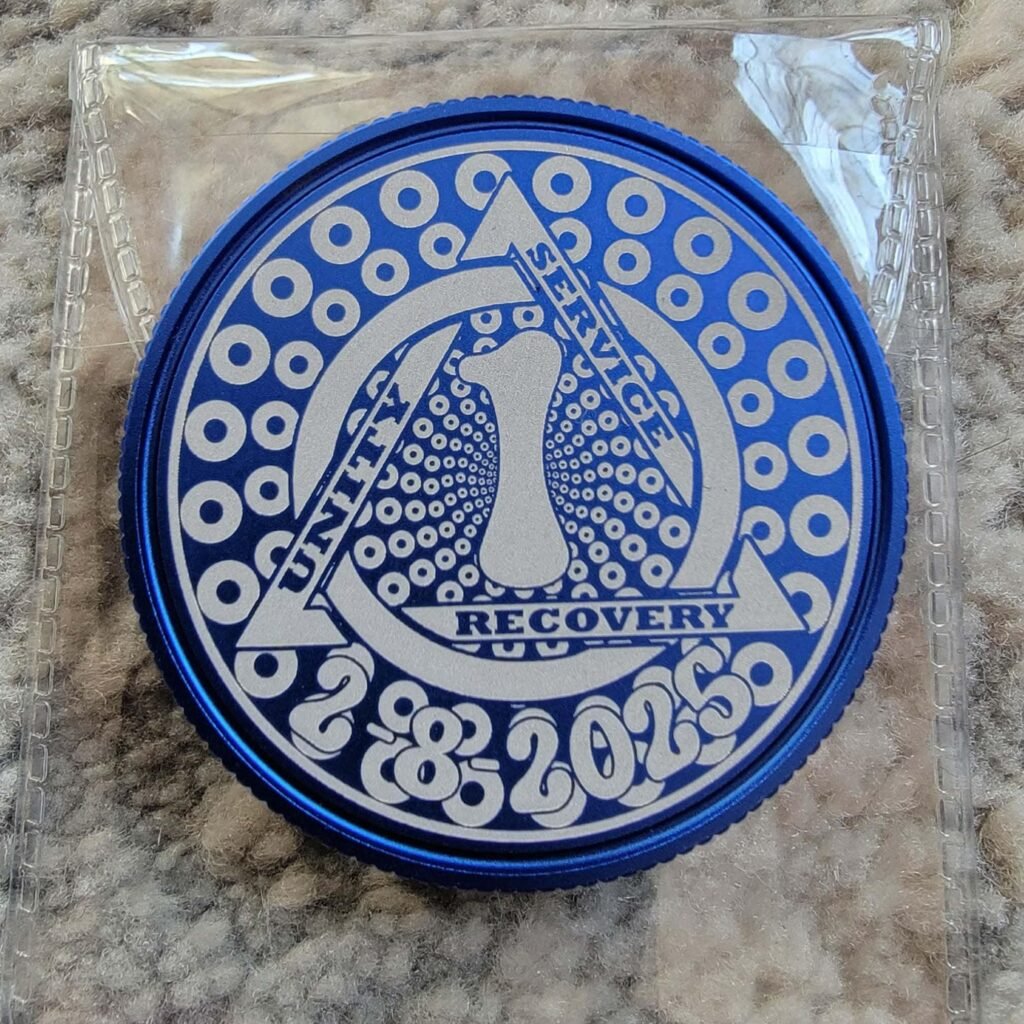 SERVICE
UNITY
1
RECOVERY
2-8-2025